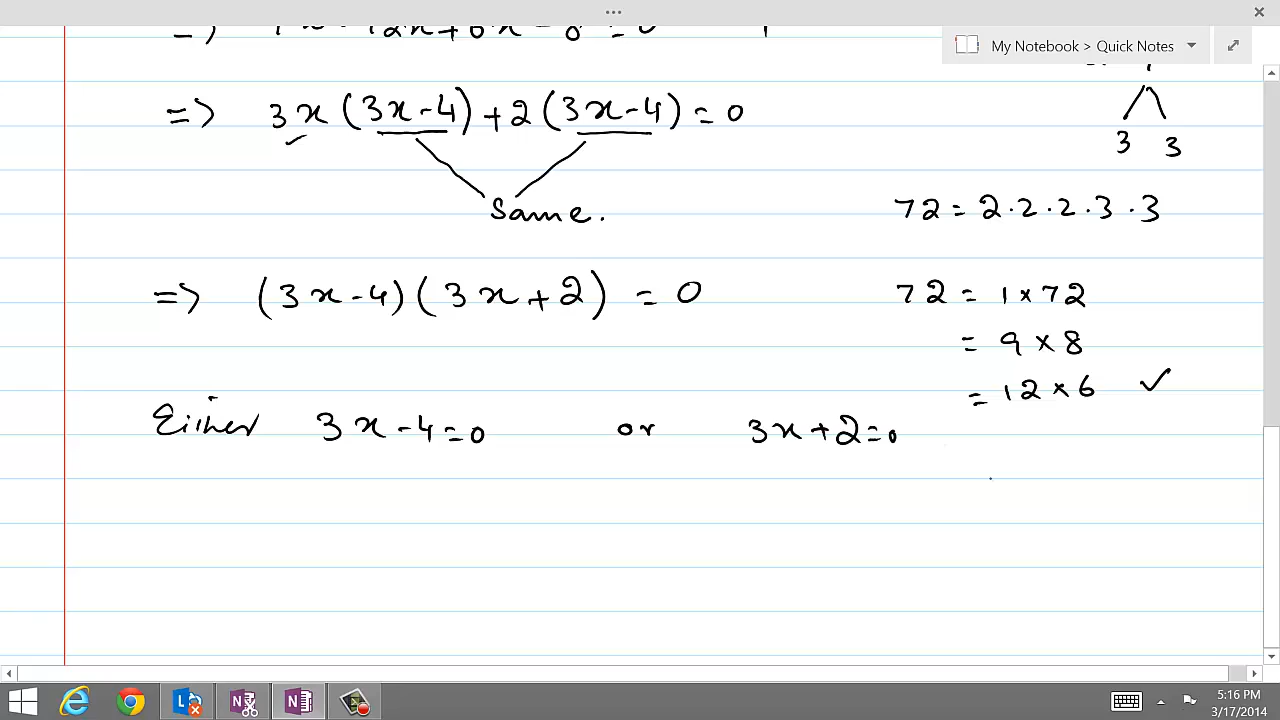 My Notebook > Quick Notes
=> 3x (3x-4) + 2 (3x-4) = 0
3 3
Same.
72 = 2·2·2·3·3
=> (3x-4)(3x+2) = 0
72 = 1 × 72
= 9 × 8
= 12 × 6 ✓
Either 3x-4=0 or 3x+2=0
5:16 PM
3/17/2014